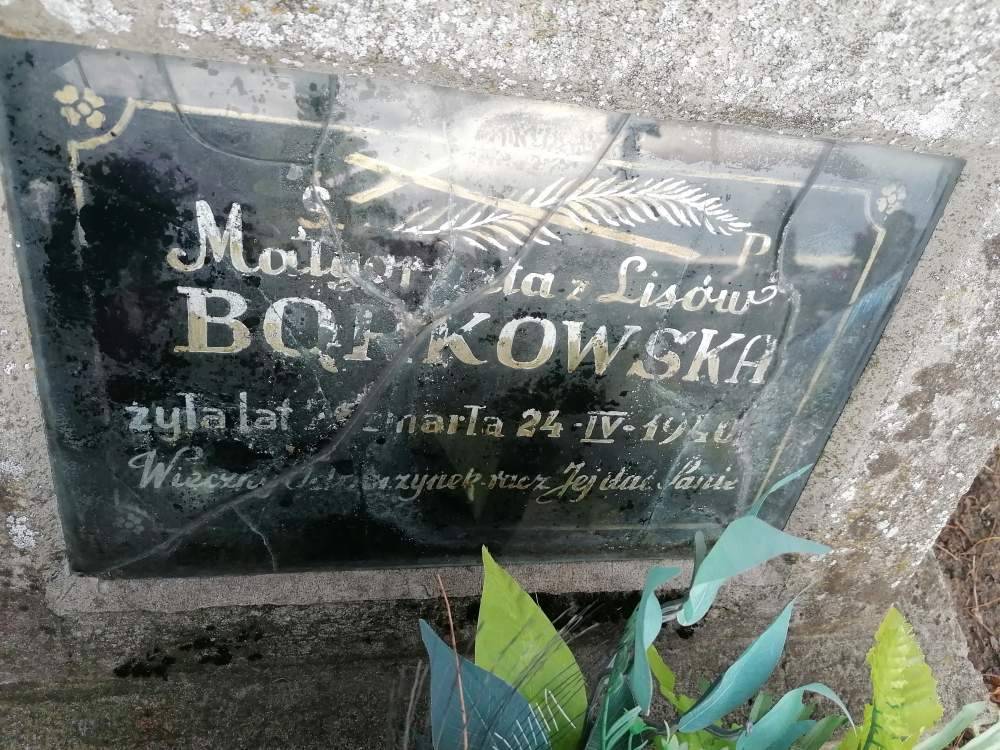 Ś P
Małgorzata z Lisów
BORKOWSKA
żyła lat zmarła 24-IV-1940
Wieczny Odpoczynek racz Jej dać Panie